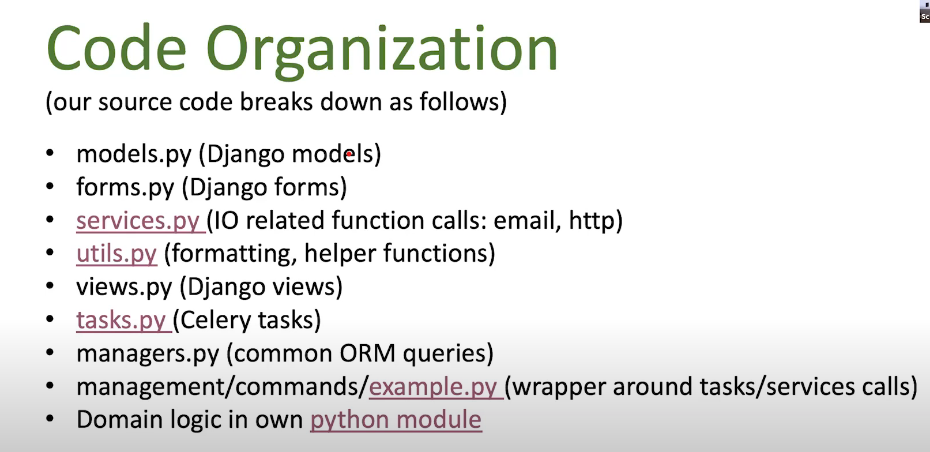 Code Organization
(our source code breaks down as follows)
• models.py (Django models)
• forms.py (Django forms)
• services.py (IO related function calls: email, http)
• utils.py (formatting, helper functions)
• views.py (Django views)
• tasks.py (Celery tasks)
• managers.py (common ORM queries)
• management/commands/example.py (wrapper around tasks/services calls)
• Domain logic in own python module